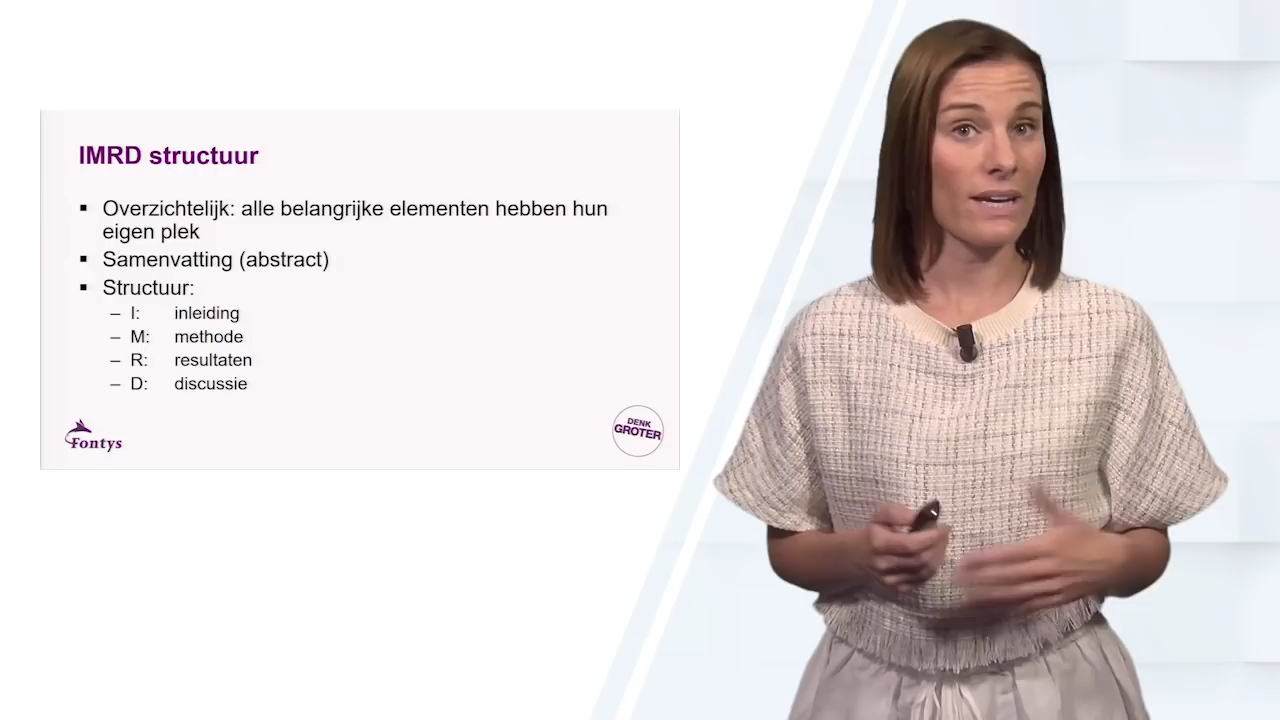 IMRD structuur
▪ Overzichtelijk: alle belangrijke elementen hebben hun
eigen plek
▪ Samenvatting (abstract)
▪ Structuur:
– I: inleiding
– M: methode
– R: resultaten
– D: discussie
Fontys
DENK
GROTER